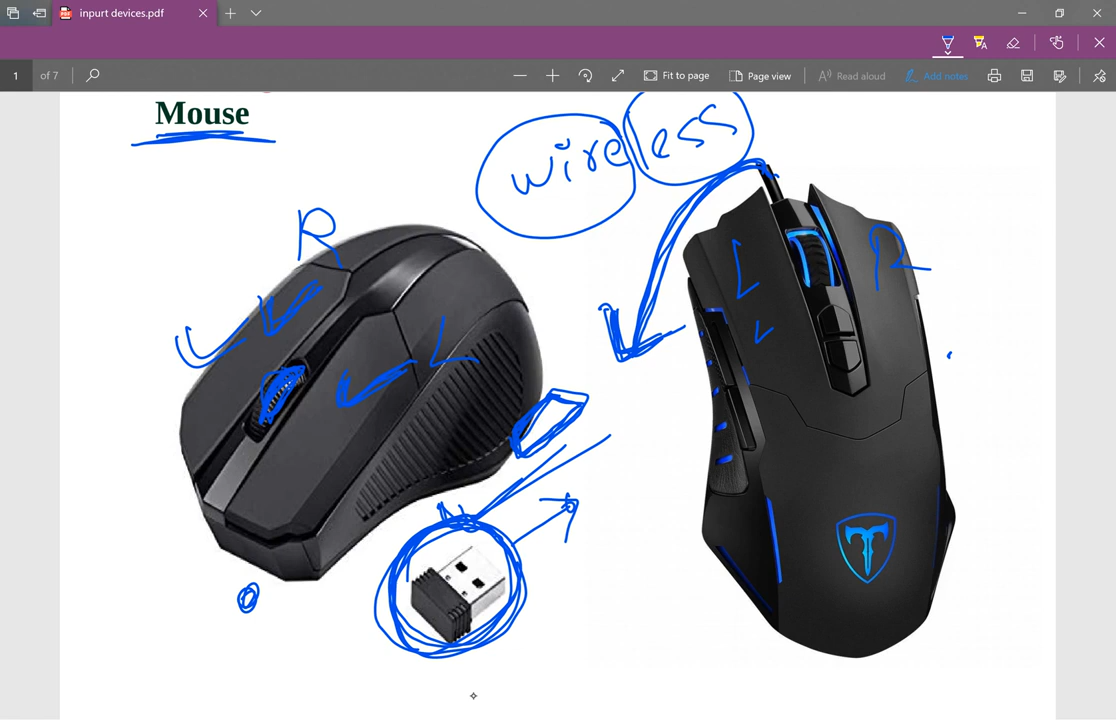 inpurt devices.pdf
1 of 7
Fit to page
Page view
Read aloud
Add notes
Mouse
wireless
R
L
L
R